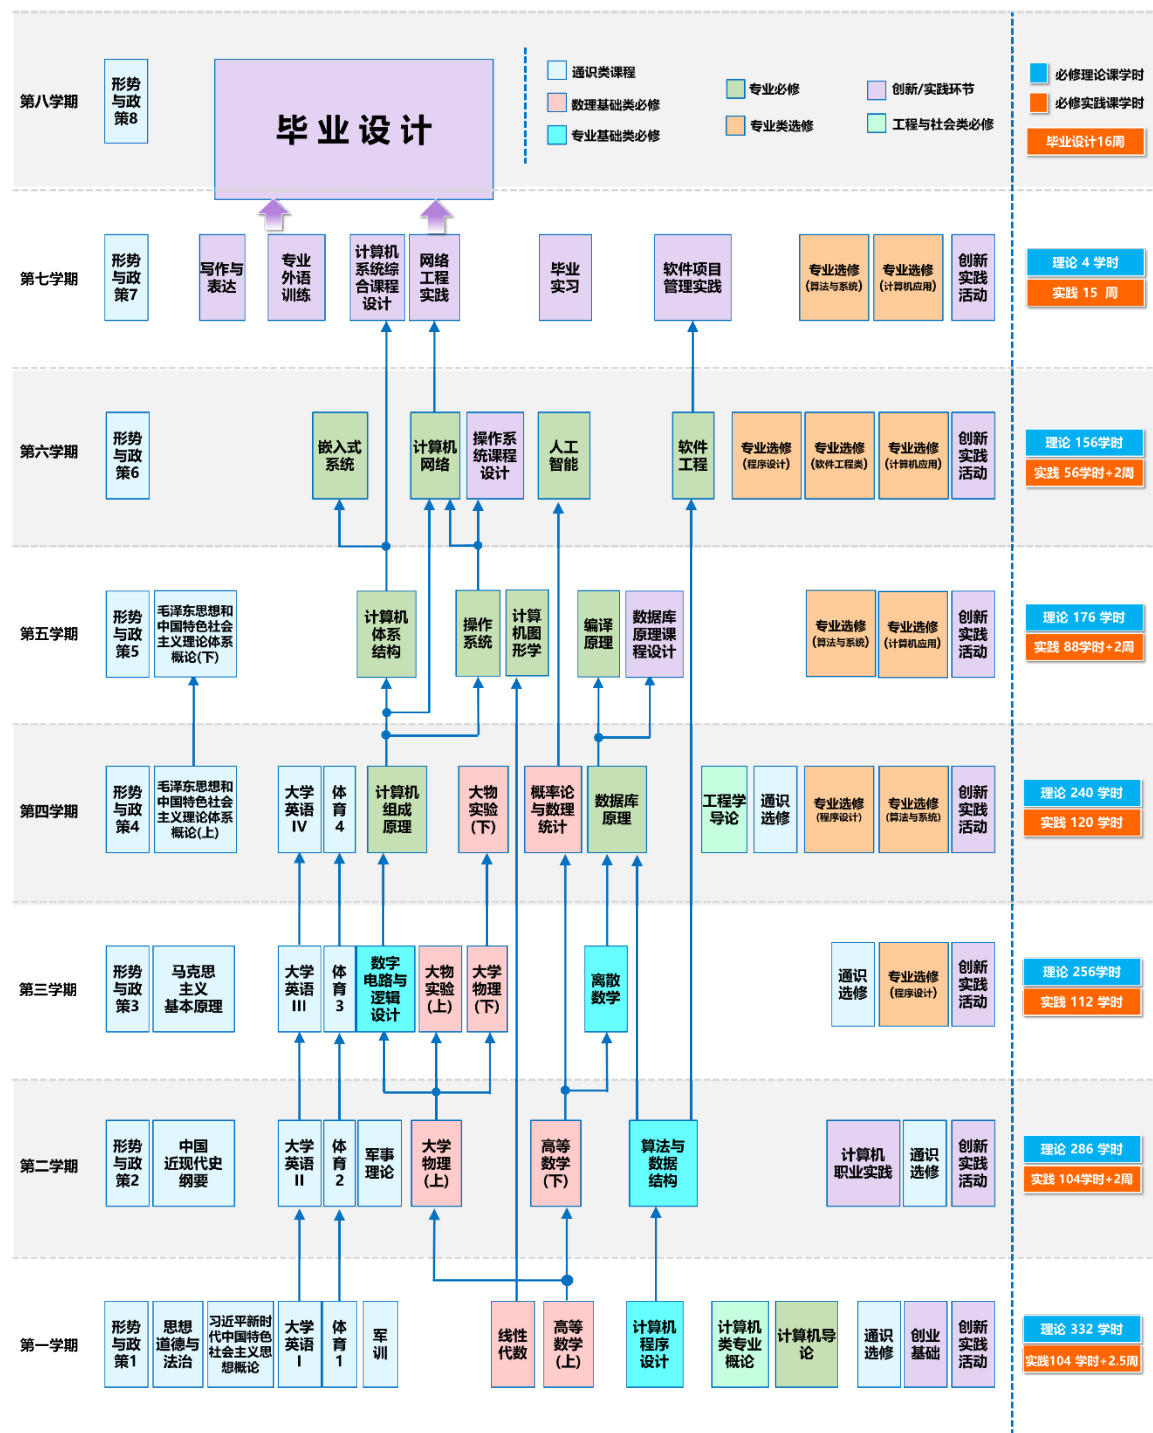 第八学期
形势
与政
策8
毕 业 设 计
通识类课程
数理基础类必修
专业基础类必修
专业必修
专业类选修
创新/实践环节
工程与社会类必修
必修理论课学时
必修实践课学时
毕业设计16周
第七学期
形势
与政
策7
写作与
表达
专业
外语
训练
计算机
系统综
合课程
设计
网络
工程
实践
毕业
实习
软件项目
管理实践
专业选修
(算法与系统)
专业选修
(计算机应用)
创新
实践
活动
理论 4 学时
实践 15 周
第六学期
形势
与政
策6
嵌入式
系统
计算机
网络
操作系
统课程
设计
人工
智能
软件
工程
专业选修
(程序设计)
专业选修
(软件工程类)
专业选修
(计算机应用)
创新
实践
活动
理论 156学时
实践 56学时+2周
第五学期
形势
与政
策5
毛泽东思想和
中国特色社会
主义理论体系
概论(下)
计算机
体系
结构
操作
系统
计算
机图
形学
编译
原理
数据库
原理课
程设计
专业选修
(算法与系统)
专业选修
(计算机应用)
创新
实践
活动
理论 176 学时
实践 88学时+2周
第四学期
形势
与政
策4
毛泽东思想和
中国特色社会
主义理论体系
概论(上)
大学
英语
IV
体
育
4
计算机
组成
原理
大物
实验
(下)
概率论
与数理
统计
数据库
原理
工程学
导论
通识
选修
专业选修
(程序设计)
专业选修
(算法与系统)
创新
实践
活动
理论 240 学时
实践 120 学时
第三学期
形势
与政
策3
马克思
主义
基本原理
大学
英语
III
体
育
3
数字
电路与
逻辑
设计
大物
实验
(上)
大学
物理
(下)
离散
数学
通识
选修
专业选修
(程序设计)
创新
实践
活动
理论 256学时
实践 112 学时
第二学期
形势
与政
策2
中国
近现代史
纲要
大学
英语
II
体
育
2
军事
理论
大学
物理
(上)
高等
数学
(下)
算法与
数据
结构
计算机
职业实践
通识
选修
创新
实践
活动
理论 286 学时
实践 104学时+2周
第一学期
形势
与政
策1
思想
道德与
法治
习近平新时
代中国特色
社会主义思
想概论
大学
英语
I
体
育
1
军
训
线性
代数
高等
数学
(上)
计算机
程序
设计
计算机
类专业
概论
计算机导
论
通识
选修
创业
基础
创新
实践
活动
理论 332 学时
实践104 学时+2.5周